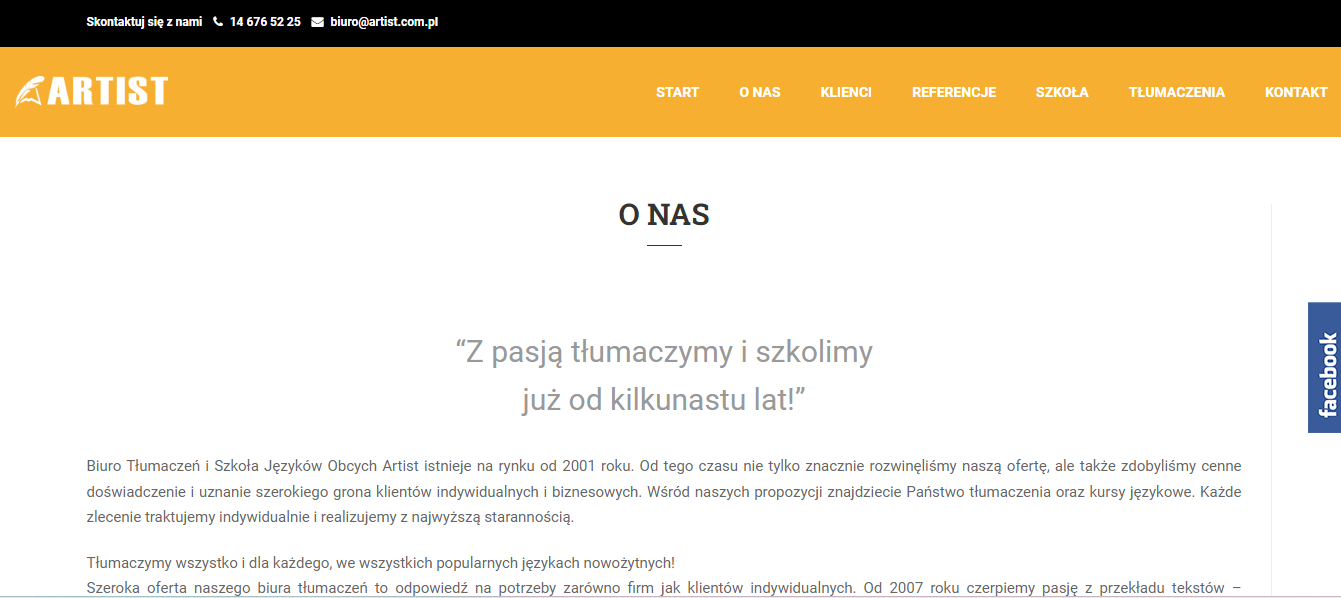 Skontaktuj się z nami 14 676 52 25 biuro@artist.com.pl
ARTIST
START O NAS KLIENCI REFERENCJE SZKOŁA TŁUMACZENIA KONTAKT
O NAS
“Z pasją tłumaczymy i szkolimy
już od kilkunastu lat!”
facebook
Biuro Tłumaczeń i Szkoła Języków Obcych Artist istnieje na rynku od 2001 roku. Od tego czasu nie tylko znacznie rozwinęliśmy naszą ofertę, ale także zdobyliśmy cenne
doświadczenie i uznanie szerokiego grona klientów indywidualnych i biznesowych. Wśród naszych propozycji znajdziecie Państwo tłumaczenia oraz kursy językowe. Każde
zlecenie traktujemy indywidualnie i realizujemy z najwyższą starannością.
Tłumaczymy wszystko i dla każdego, we wszystkich popularnych językach nowożytnych!
Szeroka oferta naszego biura tłumaczeń to odpowiedź na potrzeby zarówno firm jak klientów indywidualnych. Od 2007 roku czerpiemy pasję z przekładu tekstów –